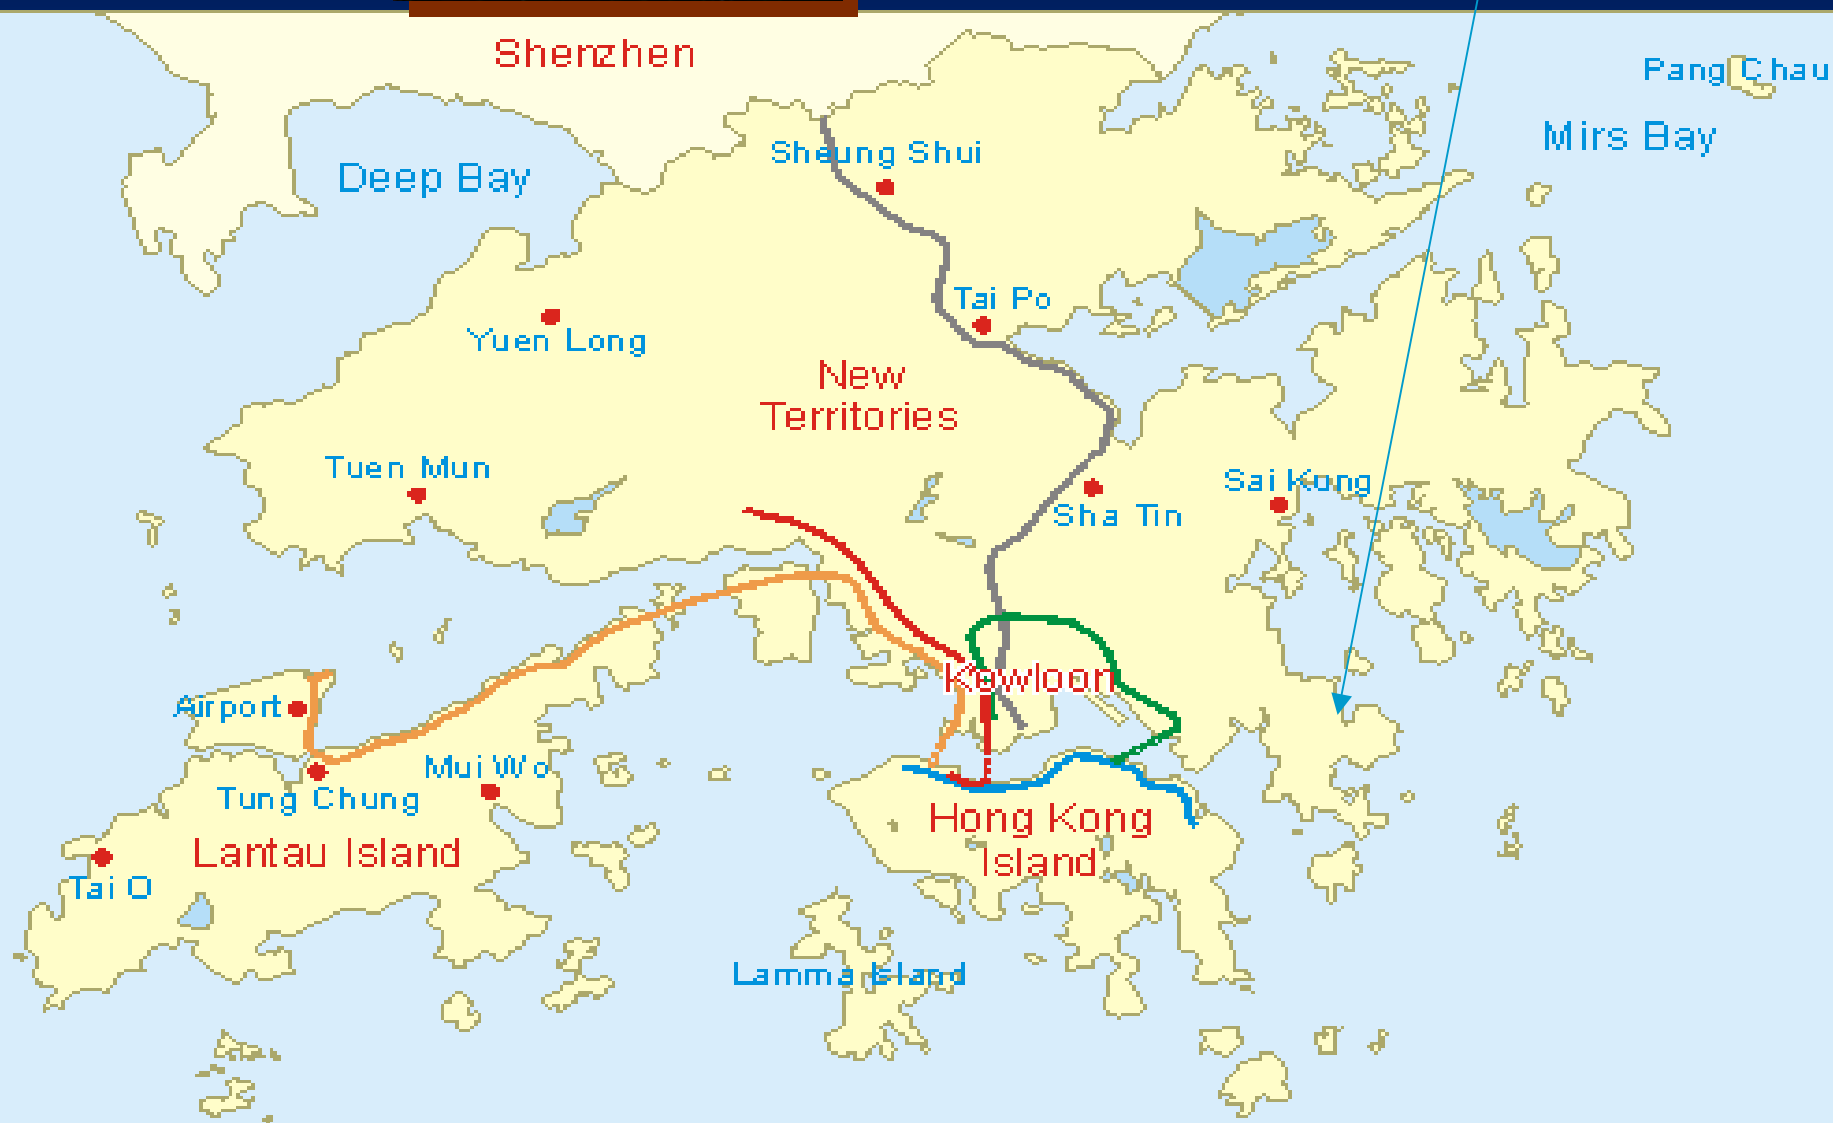 Shenzhen
Pang Chau
Mirs Bay
Sheung Shui
Deep Bay
Tai Po
Yuen Long
New
Territories
Tuen Mun
Sai Kung
Sha Tin
Kowloon
Airport
Mui Wo
Tung Chung
Hong Kong
Island
Lantau Island
Tai O
Lamma Island